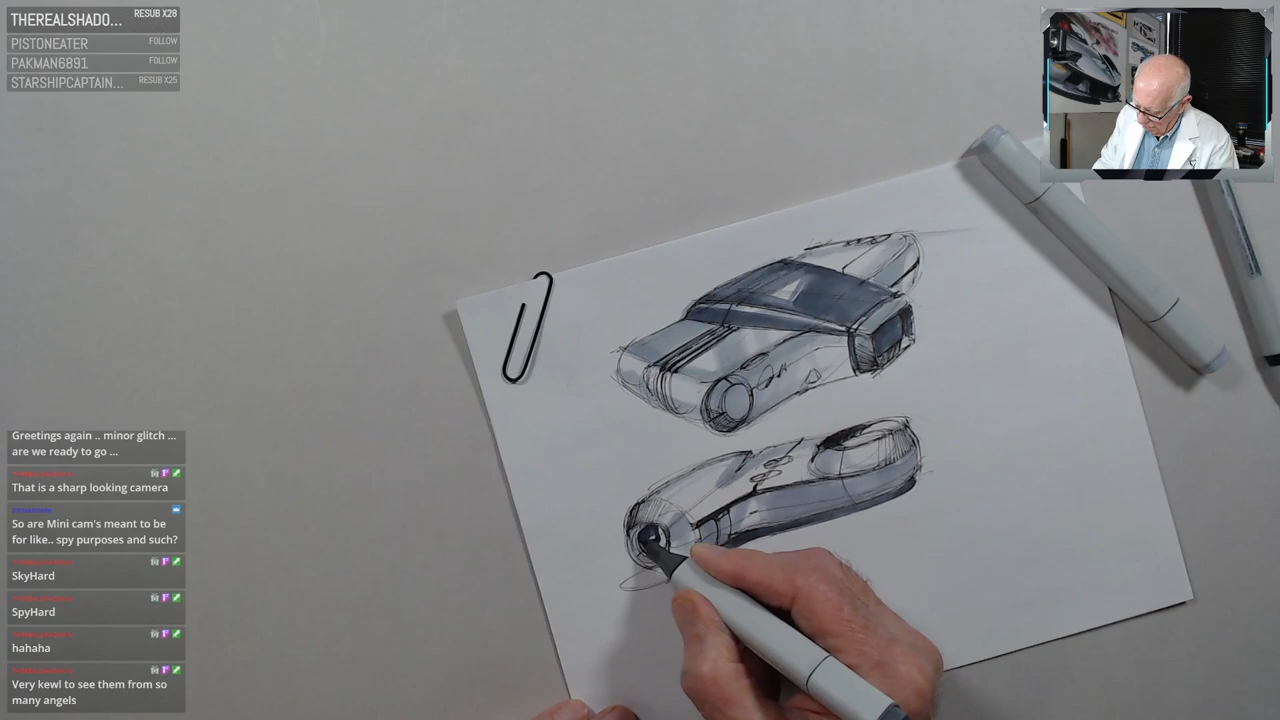 THEREALSHADO... RESUB X28
PISTONEATER FOLLOW
PAKMAN6891 FOLLOW
STARSHIPCAPTAIN... RESUB X25
Greetings again .. minor glitch ...
are we ready to go ...
That is a sharp looking camera
So are Mini cam's meant to be
for like.. spy purposes and such?
SkyHard
SpyHard
hahaha
Very kewl to see them from so
many angels